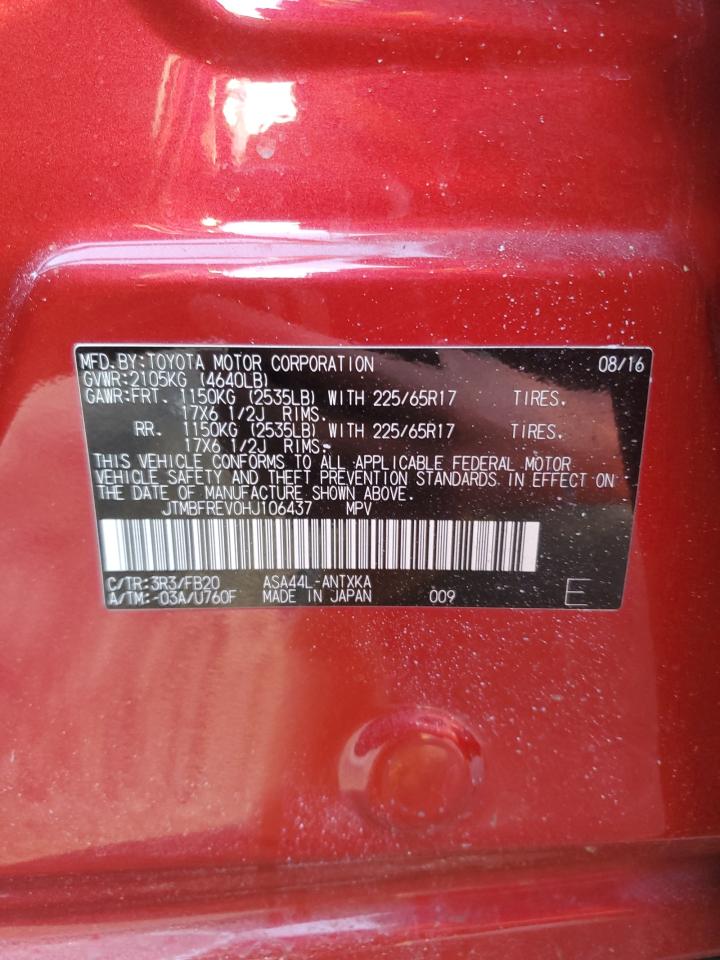 MFD.BY:TOYOTA MOTOR CORPORATION 08/16
GVWR:2105KG (4640LB)
GAWR:FRT. 1150KG (2535LB) WITH 225/65R17 TIRES,
17X6 1/2J RIMS.
RR. 1150KG (2535LB) WITH 225/65R17 TIRES,
17X6 1/2J RIMS.
THIS VEHICLE CONFORMS TO ALL APPLICABLE FEDERAL MOTOR
VEHICLE SAFETY AND THEFT PREVENTION STANDARDS IN EFFECT ON
THE DATE OF MANUFACTURE SHOWN ABOVE.
JTMBFREV0HJ106437 MPV
C/TR:3R3/FB20 ASA44L-ANTXKA
A/TM:-03A/U760F MADE IN JAPAN 009 E